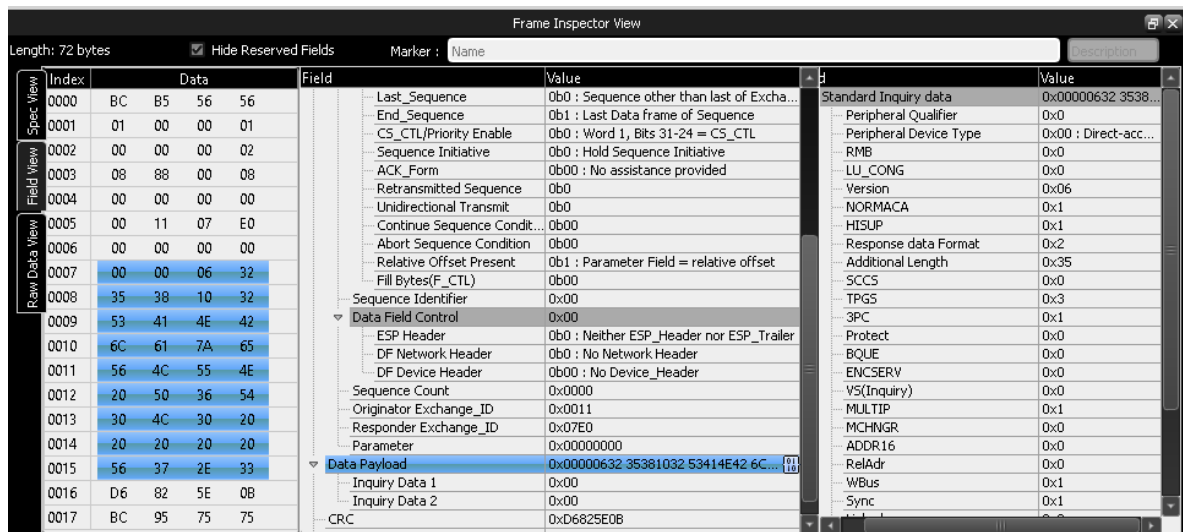 Frame Inspector View
Length: 72 bytes Hide Reserved Fields Marker : Name Description
Spec View
Field View
Raw Data View
Index Data
0000 BC B5 56 56
0001 01 00 00 01
0002 00 00 00 02
0003 08 88 00 08
0004 00 00 00 00
0005 00 11 07 E0
0006 00 00 00 00
0007 00 00 06 32
0008 35 38 10 32
0009 53 41 4E 42
0010 6C 61 7A 65
0011 56 4C 55 4E
0012 20 50 36 54
0013 30 4C 30 20
0014 20 20 20 20
0015 56 37 2E 33
0016 D6 82 5E 0B
0017 BC 95 75 75
Field Value
Last_Sequence 0b0 : Sequence other than last of Excha...
End_Sequence 0b1 : Last Data frame of Sequence
CS_CTL/Priority Enable 0b0 : Word 1, Bits 31-24 = CS_CTL
Sequence Initiative 0b0 : Hold Sequence Initiative
ACK_Form 0b00 : No assistance provided
Retransmitted Sequence 0b0
Unidirectional Transmit 0b0
Continue Sequence Condit... 0b00
Abort Sequence Condition 0b00
Relative Offset Present 0b1 : Parameter Field = relative offset
Fill Bytes(F_CTL) 0b00
Sequence Identifier 0x00
Data Field Control 0x00
ESP Header 0b0 : Neither ESP_Header nor ESP_Trailer
DF Network Header 0b0 : No Network Header
DF Device Header 0b00 : No Device_Header
Sequence Count 0x0000
Originator Exchange_ID 0x0011
Responder Exchange_ID 0x07E0
Parameter 0x00000000
Data Payload 0x00000632 35381032 53414E42 6C...
Inquiry Data 1 0x00
Inquiry Data 2 0x00
CRC 0xD6825E0B
d Value
Standard Inquiry data 0x00000632 3538...
Peripheral Qualifier 0x0
Peripheral Device Type 0x00 : Direct-acc...
RMB 0x0
LU_CONG 0x0
Version 0x06
NORMACA 0x1
HISUP 0x1
Response data Format 0x2
Additional Length 0x35
SCCS 0x0
TPGS 0x3
3PC 0x1
Protect 0x0
BQUE 0x0
ENCSERV 0x0
VS(Inquiry) 0x0
MULTIP 0x1
MCHNGR 0x0
ADDR16 0x0
RelAdr 0x0
WBus 0x1
Sync 0x1